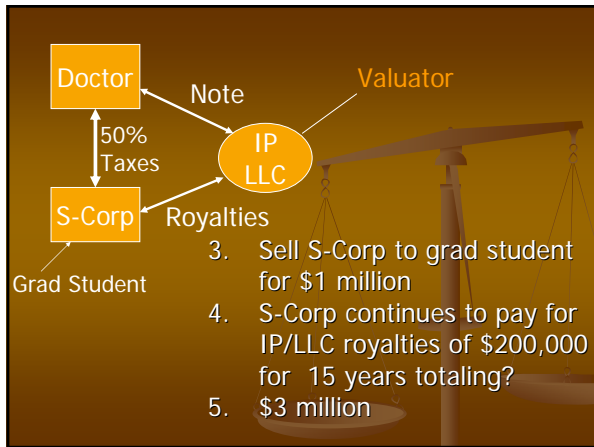 Doctor
Note
Valuator
50%
Taxes
IP
LLC
S-Corp
Royalties
Grad Student
3. Sell S-Corp to grad student
for $1 million
4. S-Corp continues to pay for
IP/LLC royalties of $200,000
for 15 years totaling?
5. $3 million